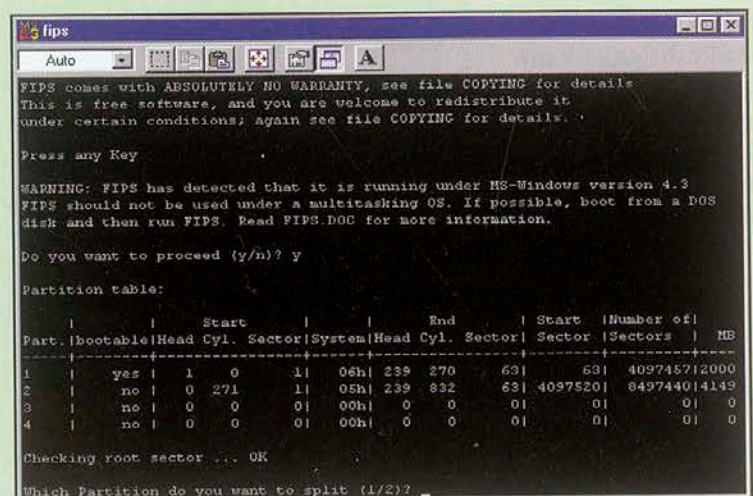 fips
Auto
A
FIPS comes with ABSOLUTELY NO WARRANTY, see file COPYING for details
This is free software, and you are welcome to redistribute it
under certain conditions; again see file COPYING for details.
Press any Key
WARNING: FIPS has detected that it is running under MS-Windows version 4.3
FIPS should not be used under a multitasking OS. If possible, boot from a DOS
disk and then run FIPS. Read FIPS.DOC for more information.
Do you want to proceed (y/n)? y
Partition table:
| | Start | | End | Start |Number of|
Part.|bootable|Head Cyl. Sector|System|Head Cyl. Sector| Sector |Sectors | MB
-----+--------+----------------+------+----------------+--------+---------+----
1 | yes | 1 0 1| 06h| 239 270 63| 63| 4097457|2000
2 | no | 0 271 1| 05h| 239 832 63| 4097520| 8497440|4149
3 | no | 0 0 0| 00h| 0 0 0| 0| 0| 0
4 | no | 0 0 0| 00h| 0 0 0| 0| 0| 0
Checking root sector ... OK
Which Partition do you want to split (1/2)? _